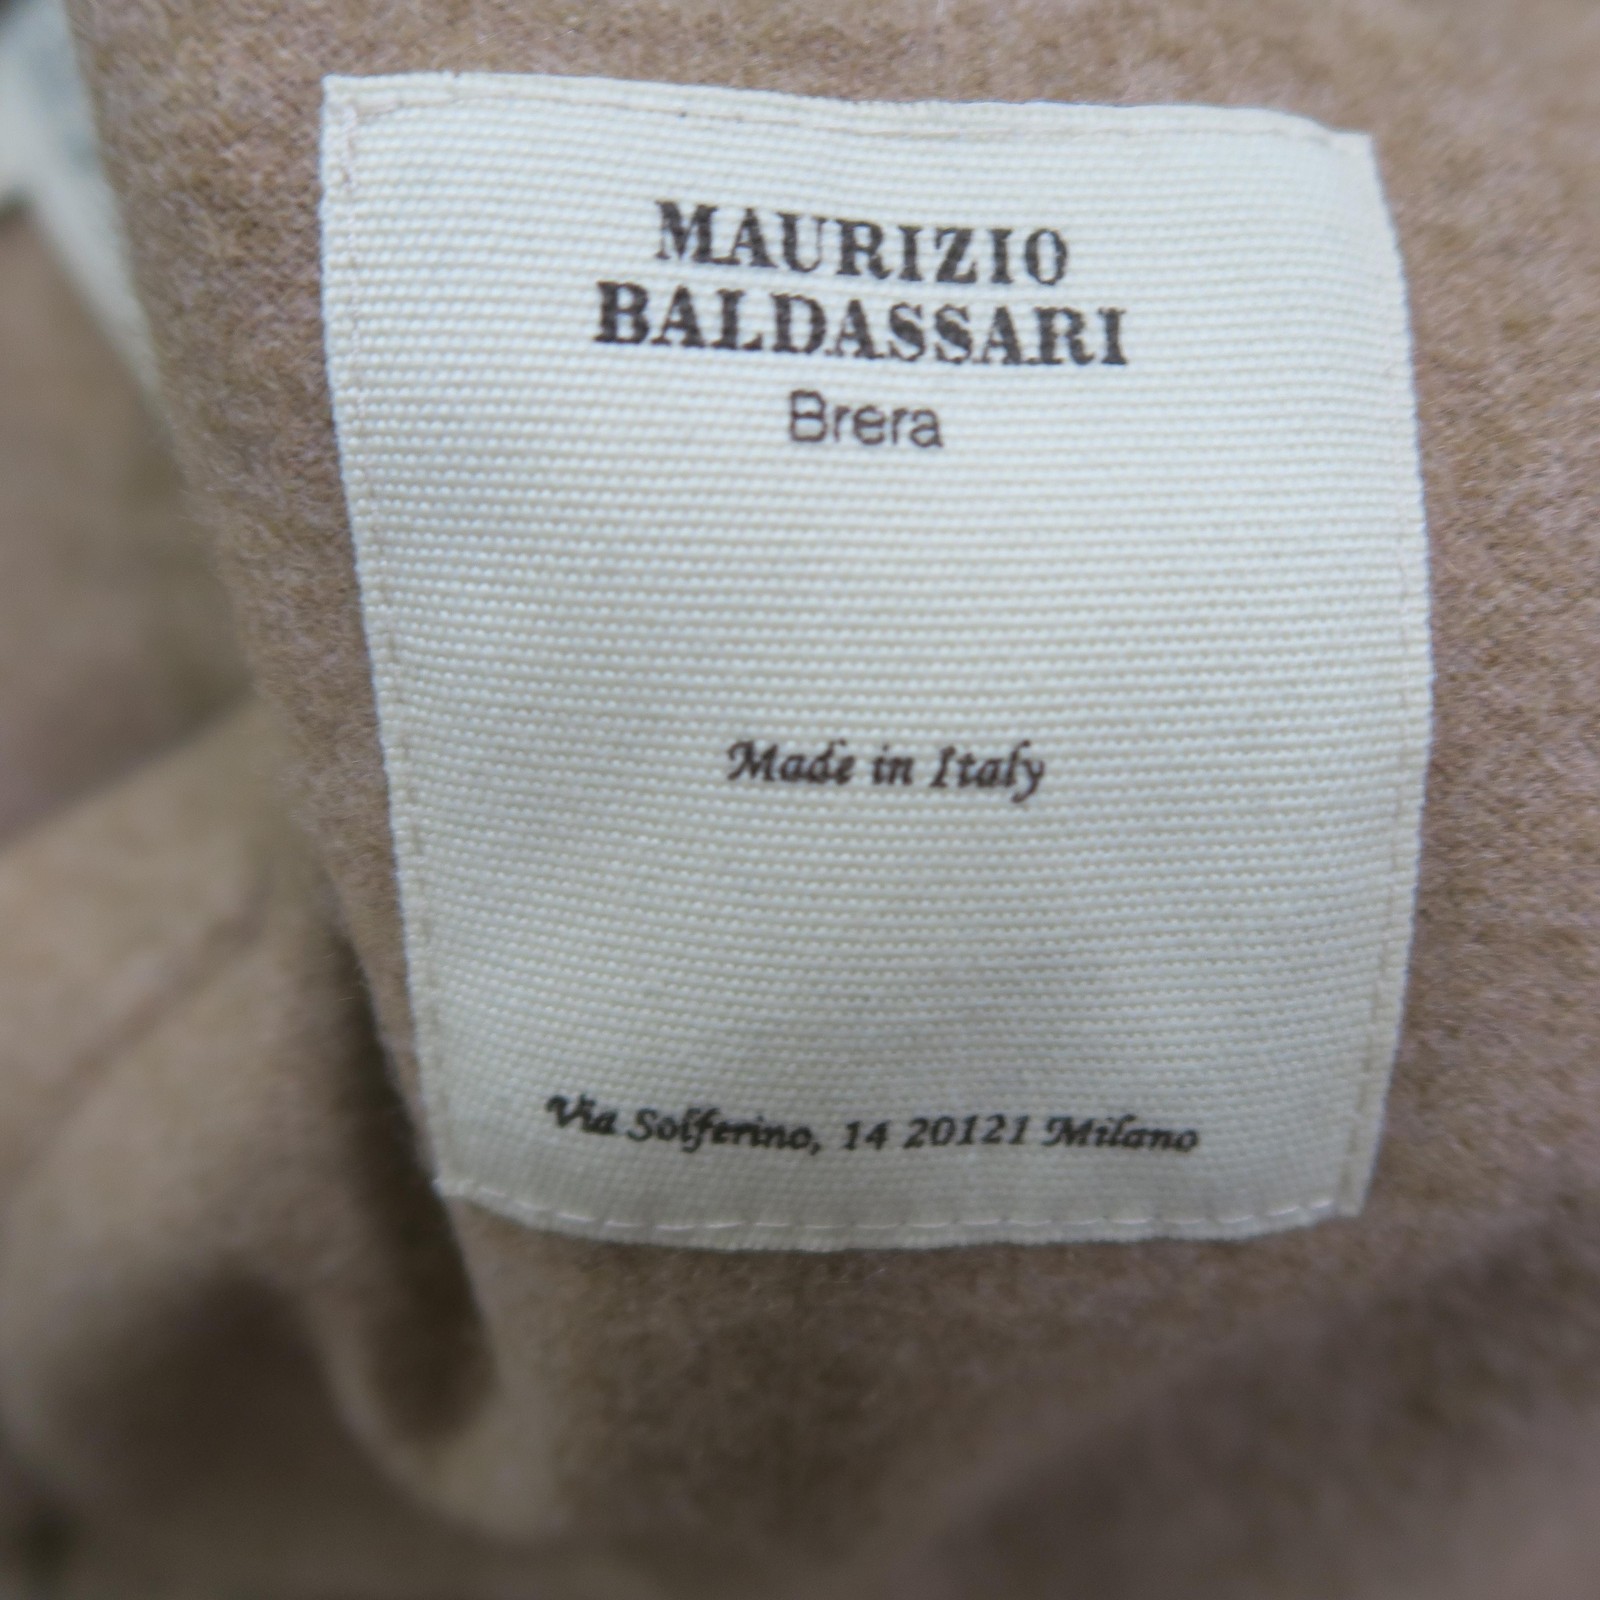 MAURIZIO
BALDASSARI
Brera
Made in Italy
Via Solferino, 14 20121 Milano